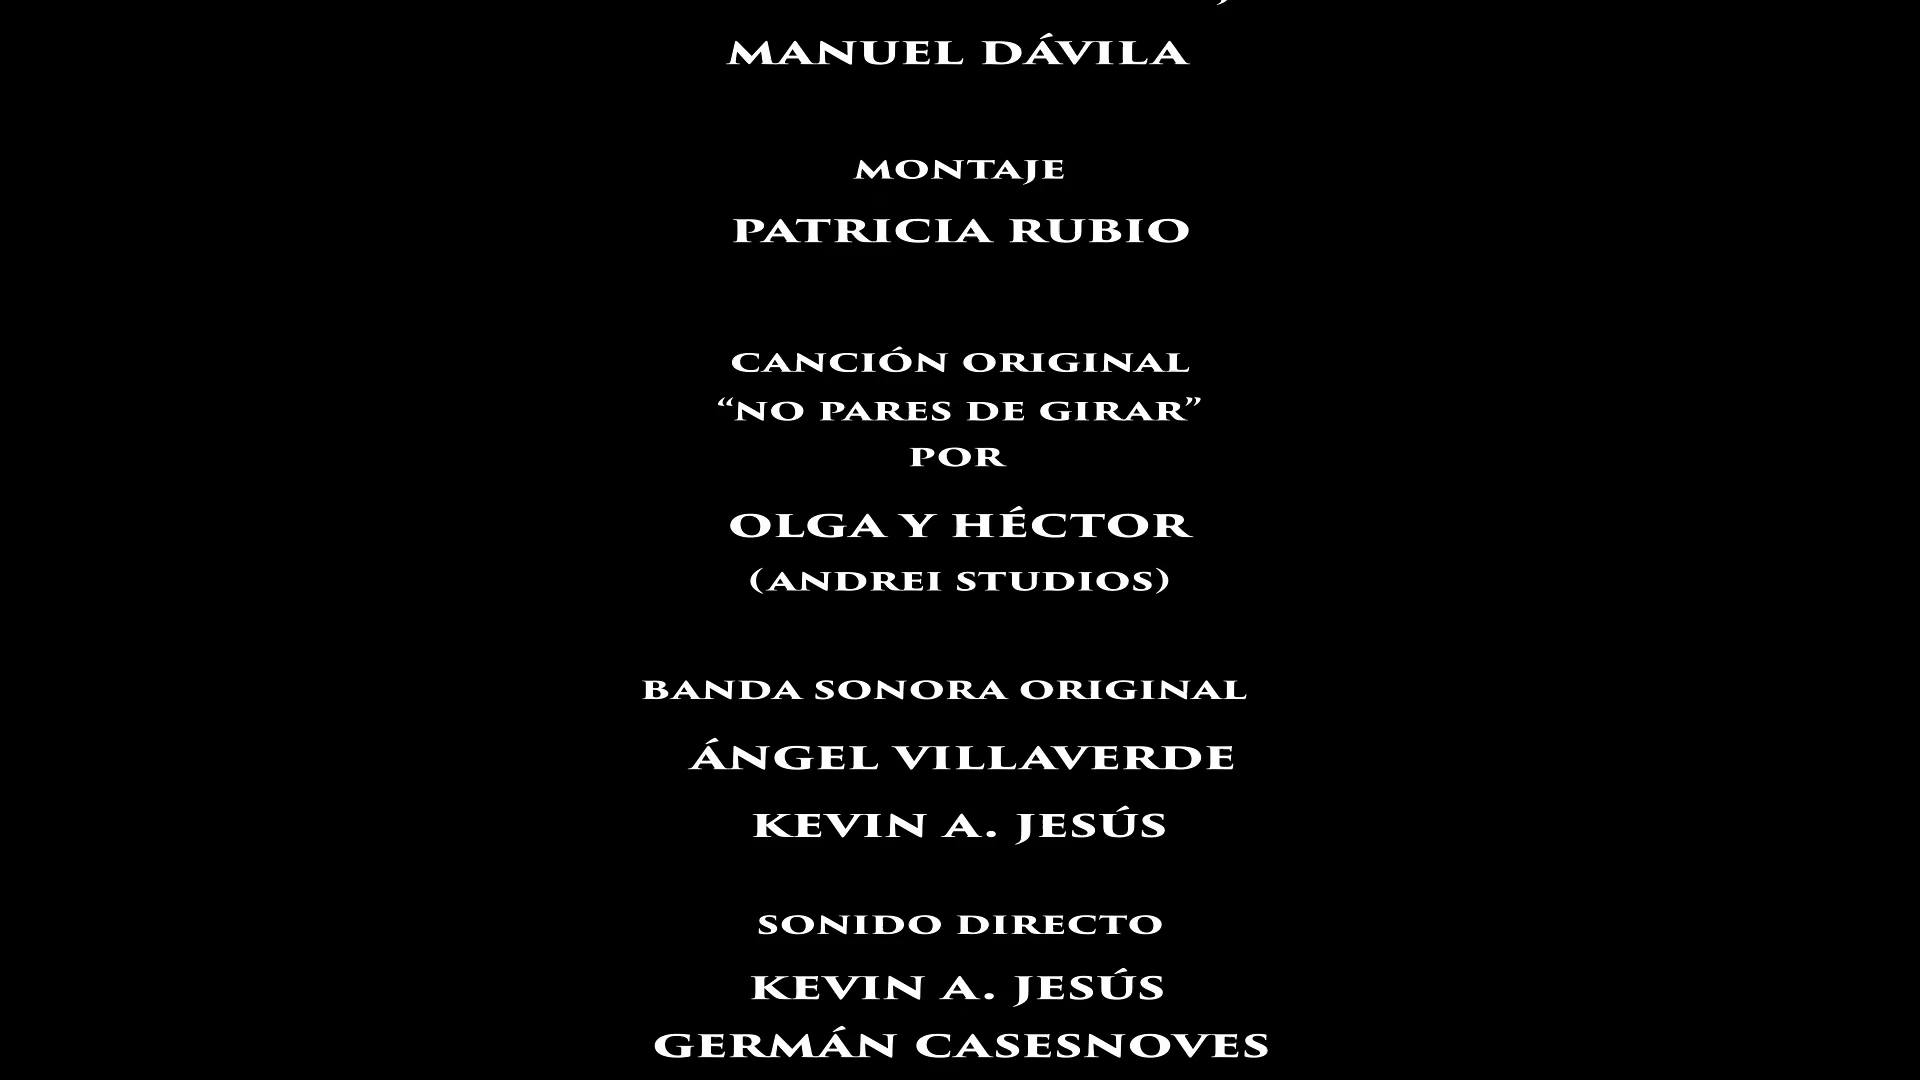 MANUEL DÁVILA
MONTAJE
PATRICIA RUBIO
CANCIÓN ORIGINAL
“NO PARES DE GIRAR”
POR
OLGA Y HÉCTOR
(ANDREI STUDIOS)
BANDA SONORA ORIGINAL
ÁNGEL VILLAVERDE
KEVIN A. JESÚS
SONIDO DIRECTO
KEVIN A. JESÚS
GERMÁN CASESNOVES